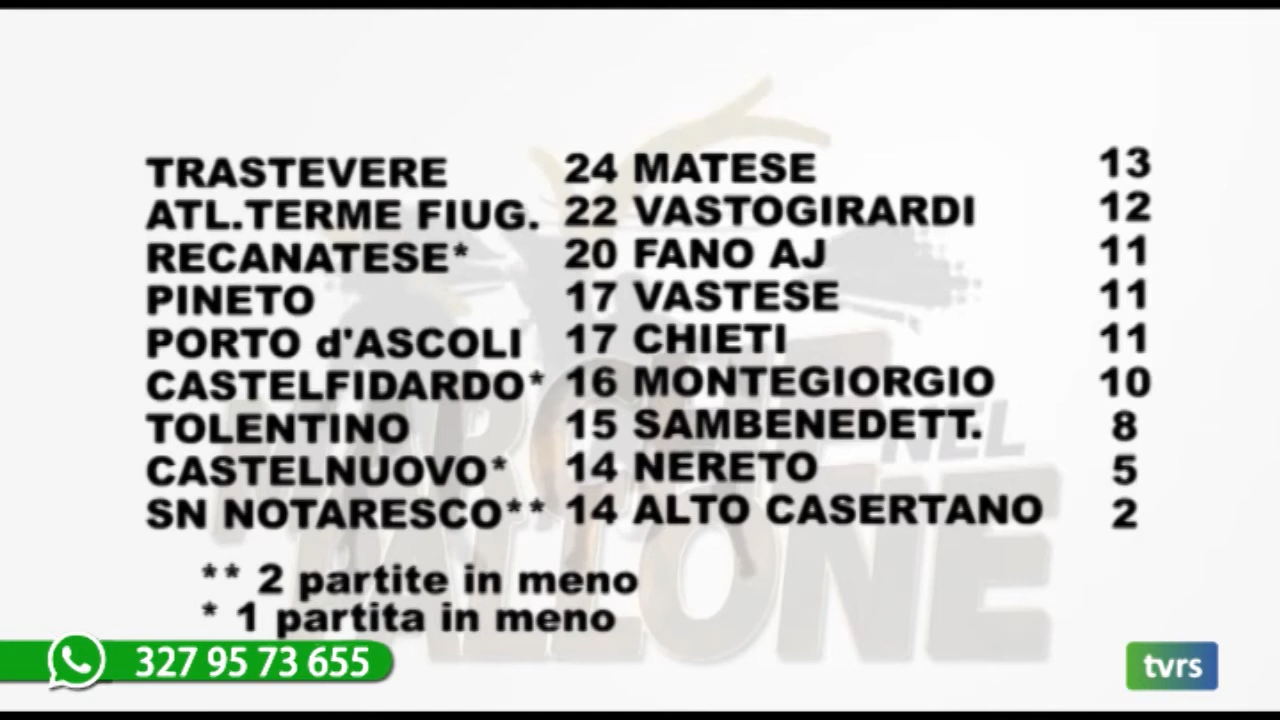 TRASTEVERE 24 MATESE 13
ATL.TERME FIUG. 22 VASTOGIRARDI 12
RECANATESE* 20 FANO AJ 11
PINETO 17 VASTESE 11
PORTO d'ASCOLI 17 CHIETI 11
CASTELFIDARDO* 16 MONTEGIORGIO 10
TOLENTINO 15 SAMBENEDETT. 8
CASTELNUOVO* 14 NERETO 5
SN NOTARESCO** 14 ALTO CASERTANO 2
** 2 partite in meno
* 1 partita in meno
327 95 73 655
tvrs